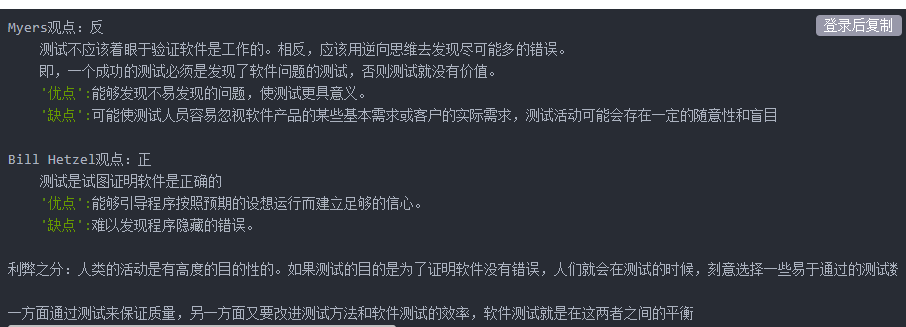 Myers观点：反
登录后复制
测试不应该着眼于验证软件是工作的。相反，应该用逆向思维去发现尽可能多的错误。
即，一个成功的测试必须是发现了软件问题的测试，否则测试就没有价值。
'优点':能够发现不易发现的问题，使测试更具意义。
'缺点':可能使测试人员容易忽视软件产品的某些基本需求或客户的实际需求，测试活动可能会存在一定的随意性和盲目
Bill Hetzel观点：正
测试是试图证明软件是正确的
'优点':能够引导程序按照预期的设想运行而建立足够的信心。
'缺点':难以发现程序隐藏的错误。
利弊之分：人类的活动是有高度的目的性的。如果测试的目的是为了证明软件没有错误，人们就会在测试的时候，刻意选择一些易于通过的测试数
一方面通过测试来保证质量，另一方面又要改进测试方法和软件测试的效率，软件测试就是在这两者之间的平衡